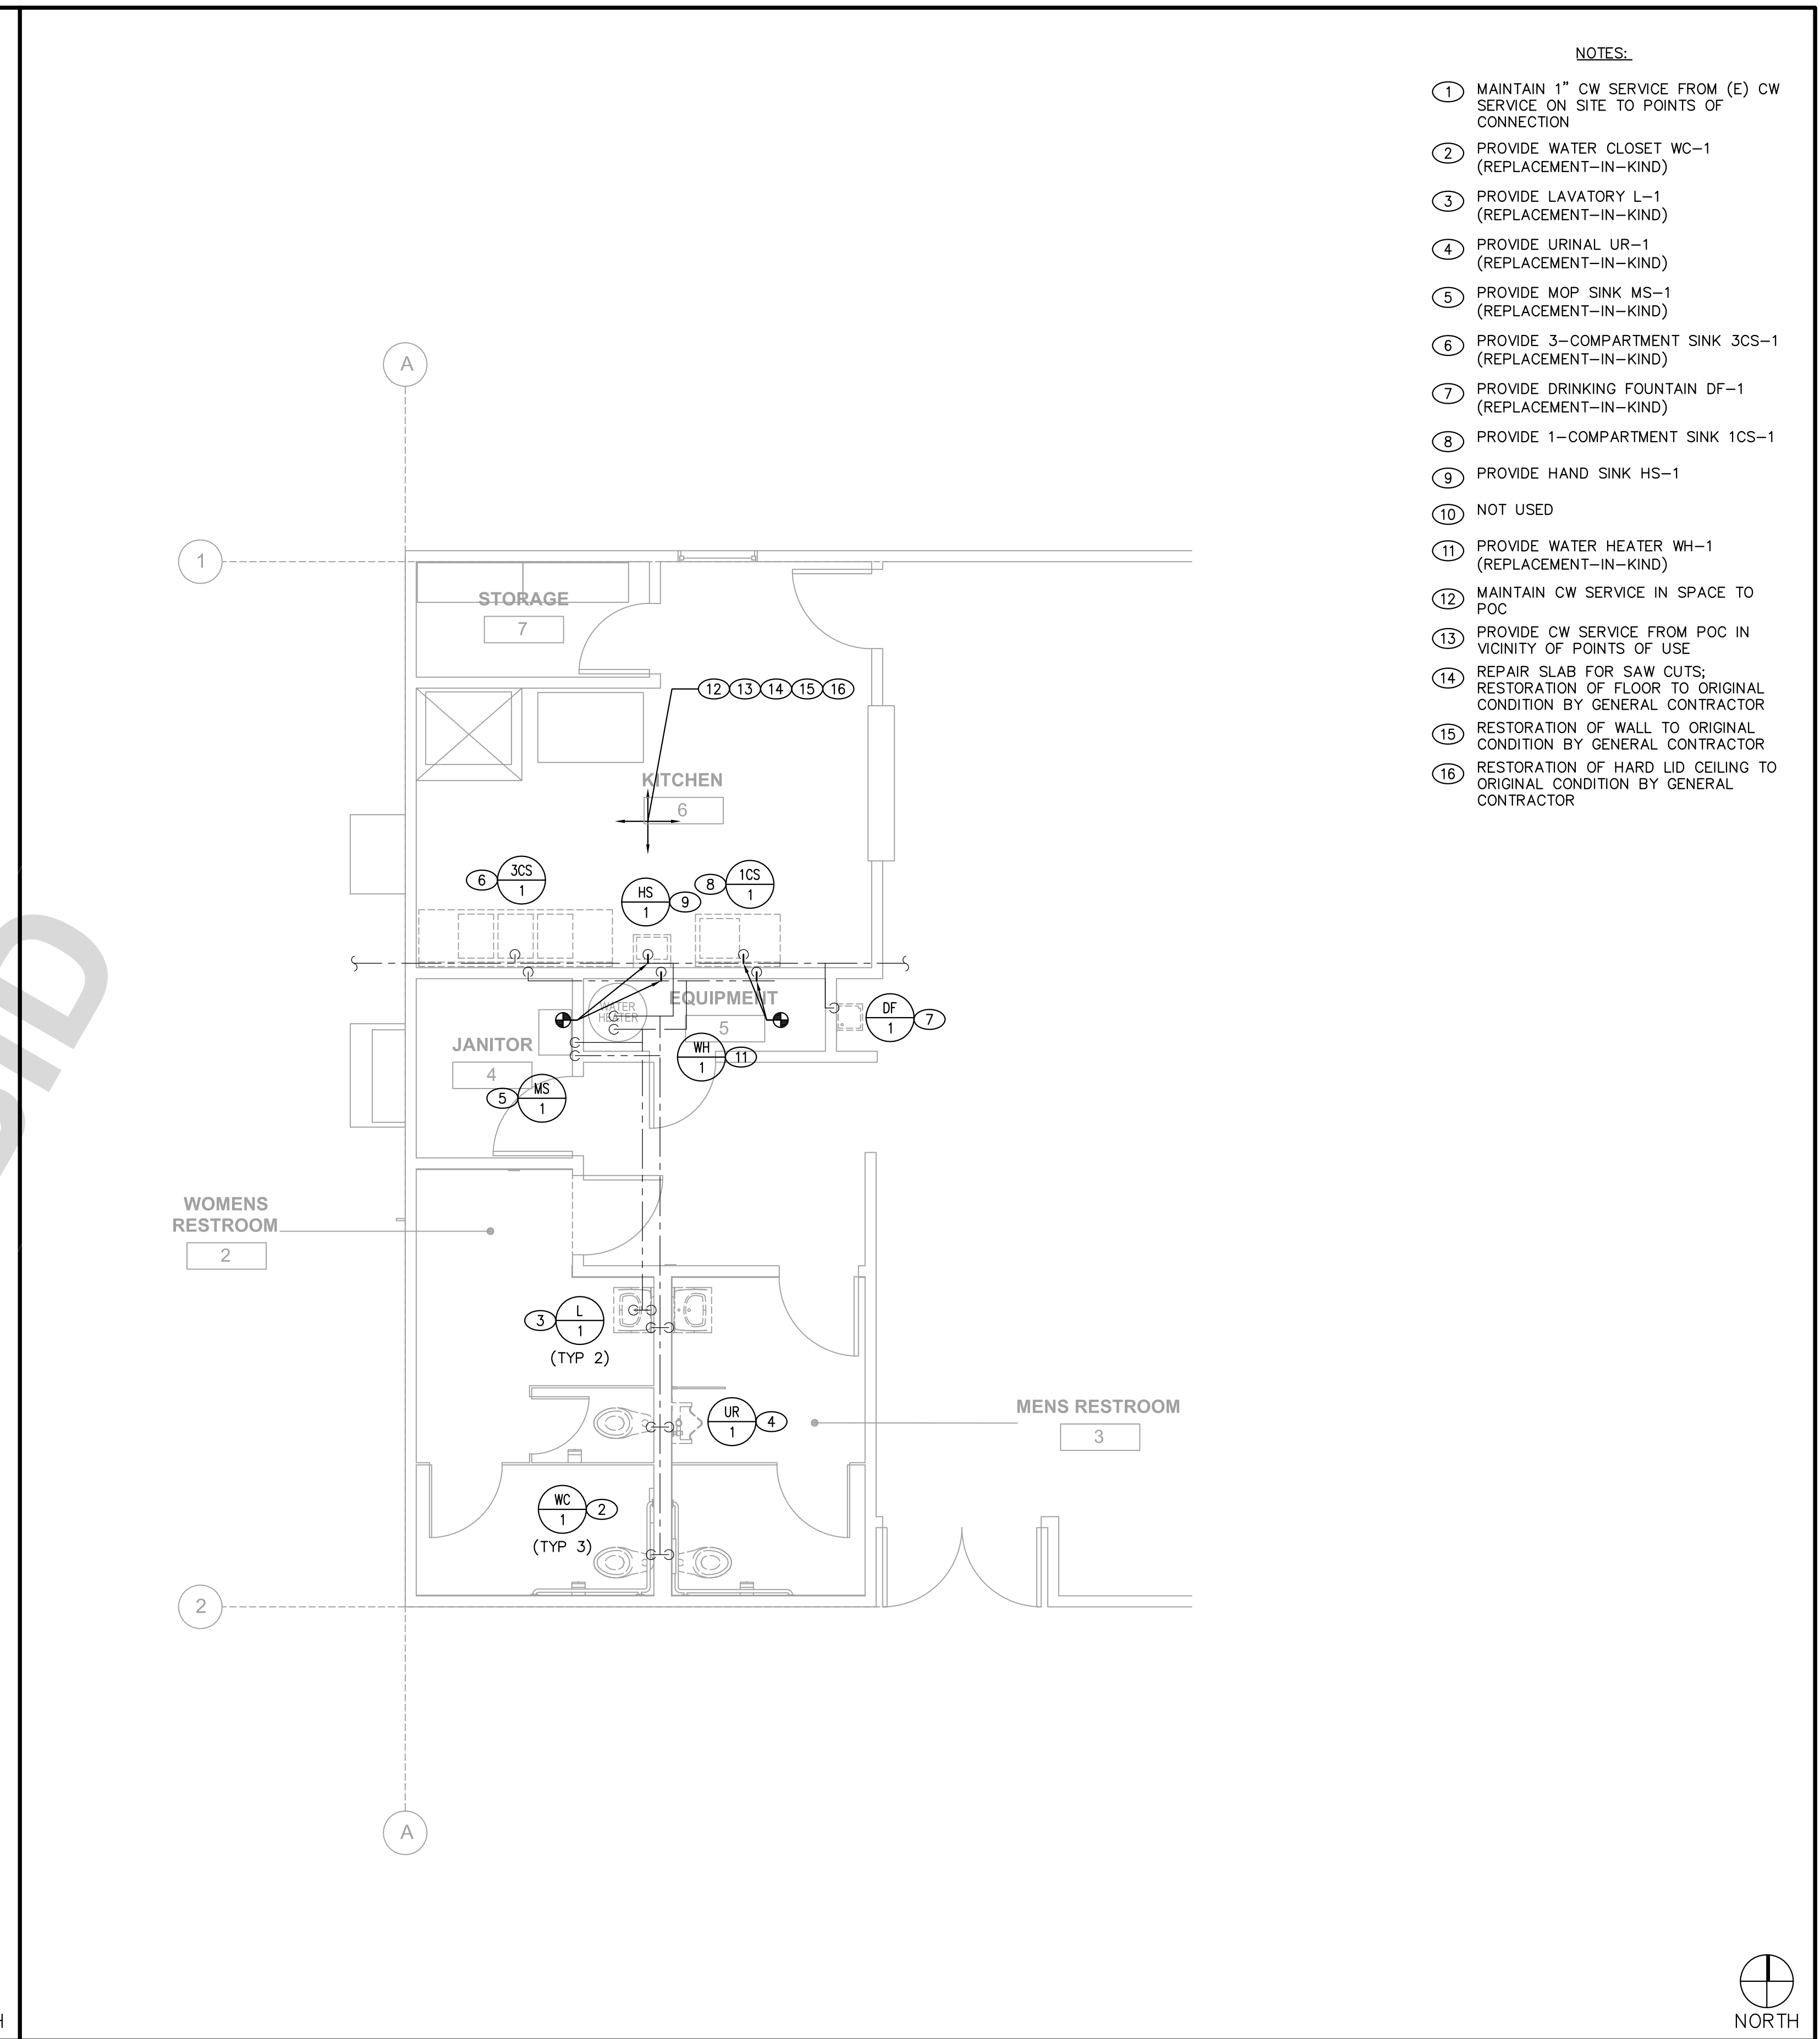 NOTES:
1 MAINTAIN 1" CW SERVICE FROM (E) CW
SERVICE ON SITE TO POINTS OF
CONNECTION
2 PROVIDE WATER CLOSET WC-1
(REPLACEMENT-IN-KIND)
3 PROVIDE LAVATORY L-1
(REPLACEMENT-IN-KIND)
4 PROVIDE URINAL UR-1
(REPLACEMENT-IN-KIND)
5 PROVIDE MOP SINK MS-1
(REPLACEMENT-IN-KIND)
6 PROVIDE 3-COMPARTMENT SINK 3CS-1
(REPLACEMENT-IN-KIND)
7 PROVIDE DRINKING FOUNTAIN DF-1
(REPLACEMENT-IN-KIND)
8 PROVIDE 1-COMPARTMENT SINK 1CS-1
9 PROVIDE HAND SINK HS-1
10 NOT USED
11 PROVIDE WATER HEATER WH-1
(REPLACEMENT-IN-KIND)
12 MAINTAIN CW SERVICE IN SPACE TO
POC
13 PROVIDE CW SERVICE FROM POC IN
VICINITY OF POINTS OF USE
14 REPAIR SLAB FOR SAW CUTS;
RESTORATION OF FLOOR TO ORIGINAL
CONDITION BY GENERAL CONTRACTOR
15 RESTORATION OF WALL TO ORIGINAL
CONDITION BY GENERAL CONTRACTOR
16 RESTORATION OF HARD LID CEILING TO
ORIGINAL CONDITION BY GENERAL
CONTRACTOR
A
1
STORAGE
7
12 13 14 15 16
KITCHEN
6
6 3CS
1
HS 9
1
8 1CS
1
WATER
HEATER
EQUIPMENT
5
DF 7
1
JANITOR
4
WH 11
1
5 MS
1
WOMENS
RESTROOM
2
3 L
1
(TYP 2)
UR 4
1
MENS RESTROOM
3
WC 2
1
(TYP 3)
2
A
BID
H
NORTH